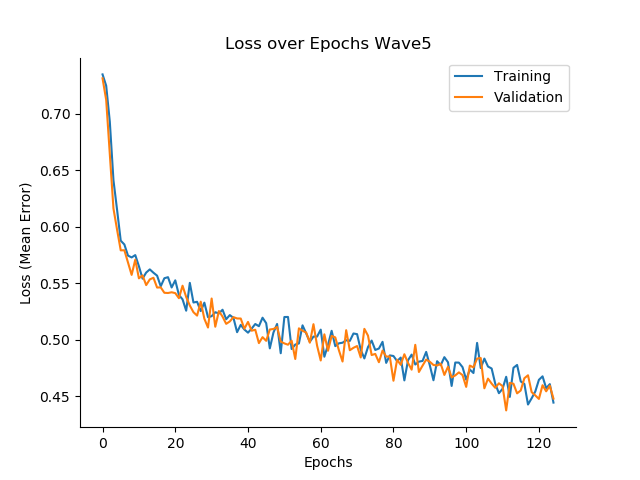 Loss over Epochs Wave5
Training
Validation
Loss (Mean Error)
0.70
0.65
0.60
0.55
0.50
0.45
0 20 40 60 80 100 120
Epochs